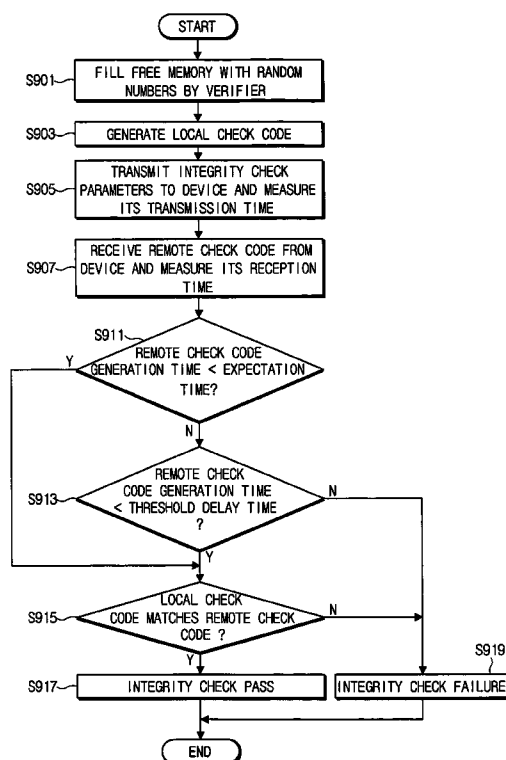 START
S901
FILL FREE MEMORY WITH RANDOM
NUMBERS BY VERIFIER
S903
GENERATE LOCAL CHECK CODE
S905
TRANSMIT INTEGRITY CHECK
PARAMETERS TO DEVICE AND MEASURE
ITS TRANSMISSION TIME
S907
RECEIVE REMOTE CHECK CODE FROM
DEVICE AND MEASURE ITS RECEPTION
TIME
S911
Y
REMOTE CHECK CODE
GENERATION TIME < EXPECTATION
TIME?
N
S913
REMOTE CHECK
CODE GENERATION TIME
< THRESHOLD DELAY TIME
?
N
Y
S915
LOCAL CHECK
CODE MATCHES REMOTE CHECK
CODE ?
N
Y
S917
INTEGRITY CHECK PASS
S919
INTEGRITY CHECK FAILURE
END